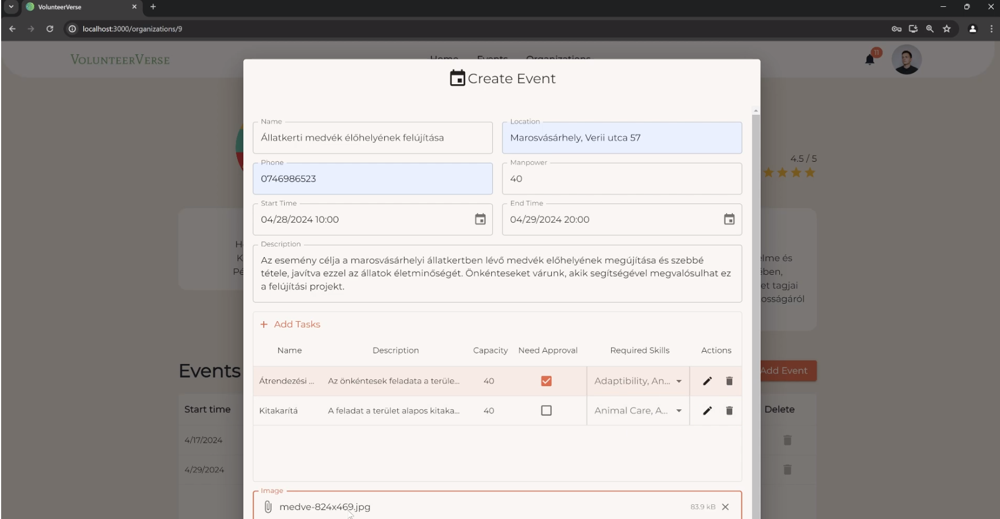 VolunteerVerse
localhost:3000/organizations/9
VOLUNTEERVERSE
Home Events Organizations
11
Create Event
Name
Állatkerti medvék élőhelyének felújítása
Location
Marosvásárhely, Verii utca 57
4.5 / 5
Phone
0746986523
Manpower
40
Start Time
04/28/2024 10:00
End Time
04/29/2024 20:00
Description
Az esemény célja a marosvásárhelyi állatkertben lévő medvék előhelyének megújítása és szebbé
tétele, javítva ezzel az állatok életminőségét. Önkénteseket várunk, akik segítségével megvalósulhat ez
a felújítási projekt.
elme és
ében,
et tagjai
osságáról
+ Add Tasks
Name Description Capacity Need Approval Required Skills Actions
Átrendezési ... Az önkéntesek feladata a terüle... 40 Adaptibility, An...
Kitakarítá A feladat a terület alapos kitaka... 40 Animal Care, A...
Events
Add Event
Start time
Delete
4/17/2024
4/29/2024
Image
medve-824x469.jpg
83.9 kB